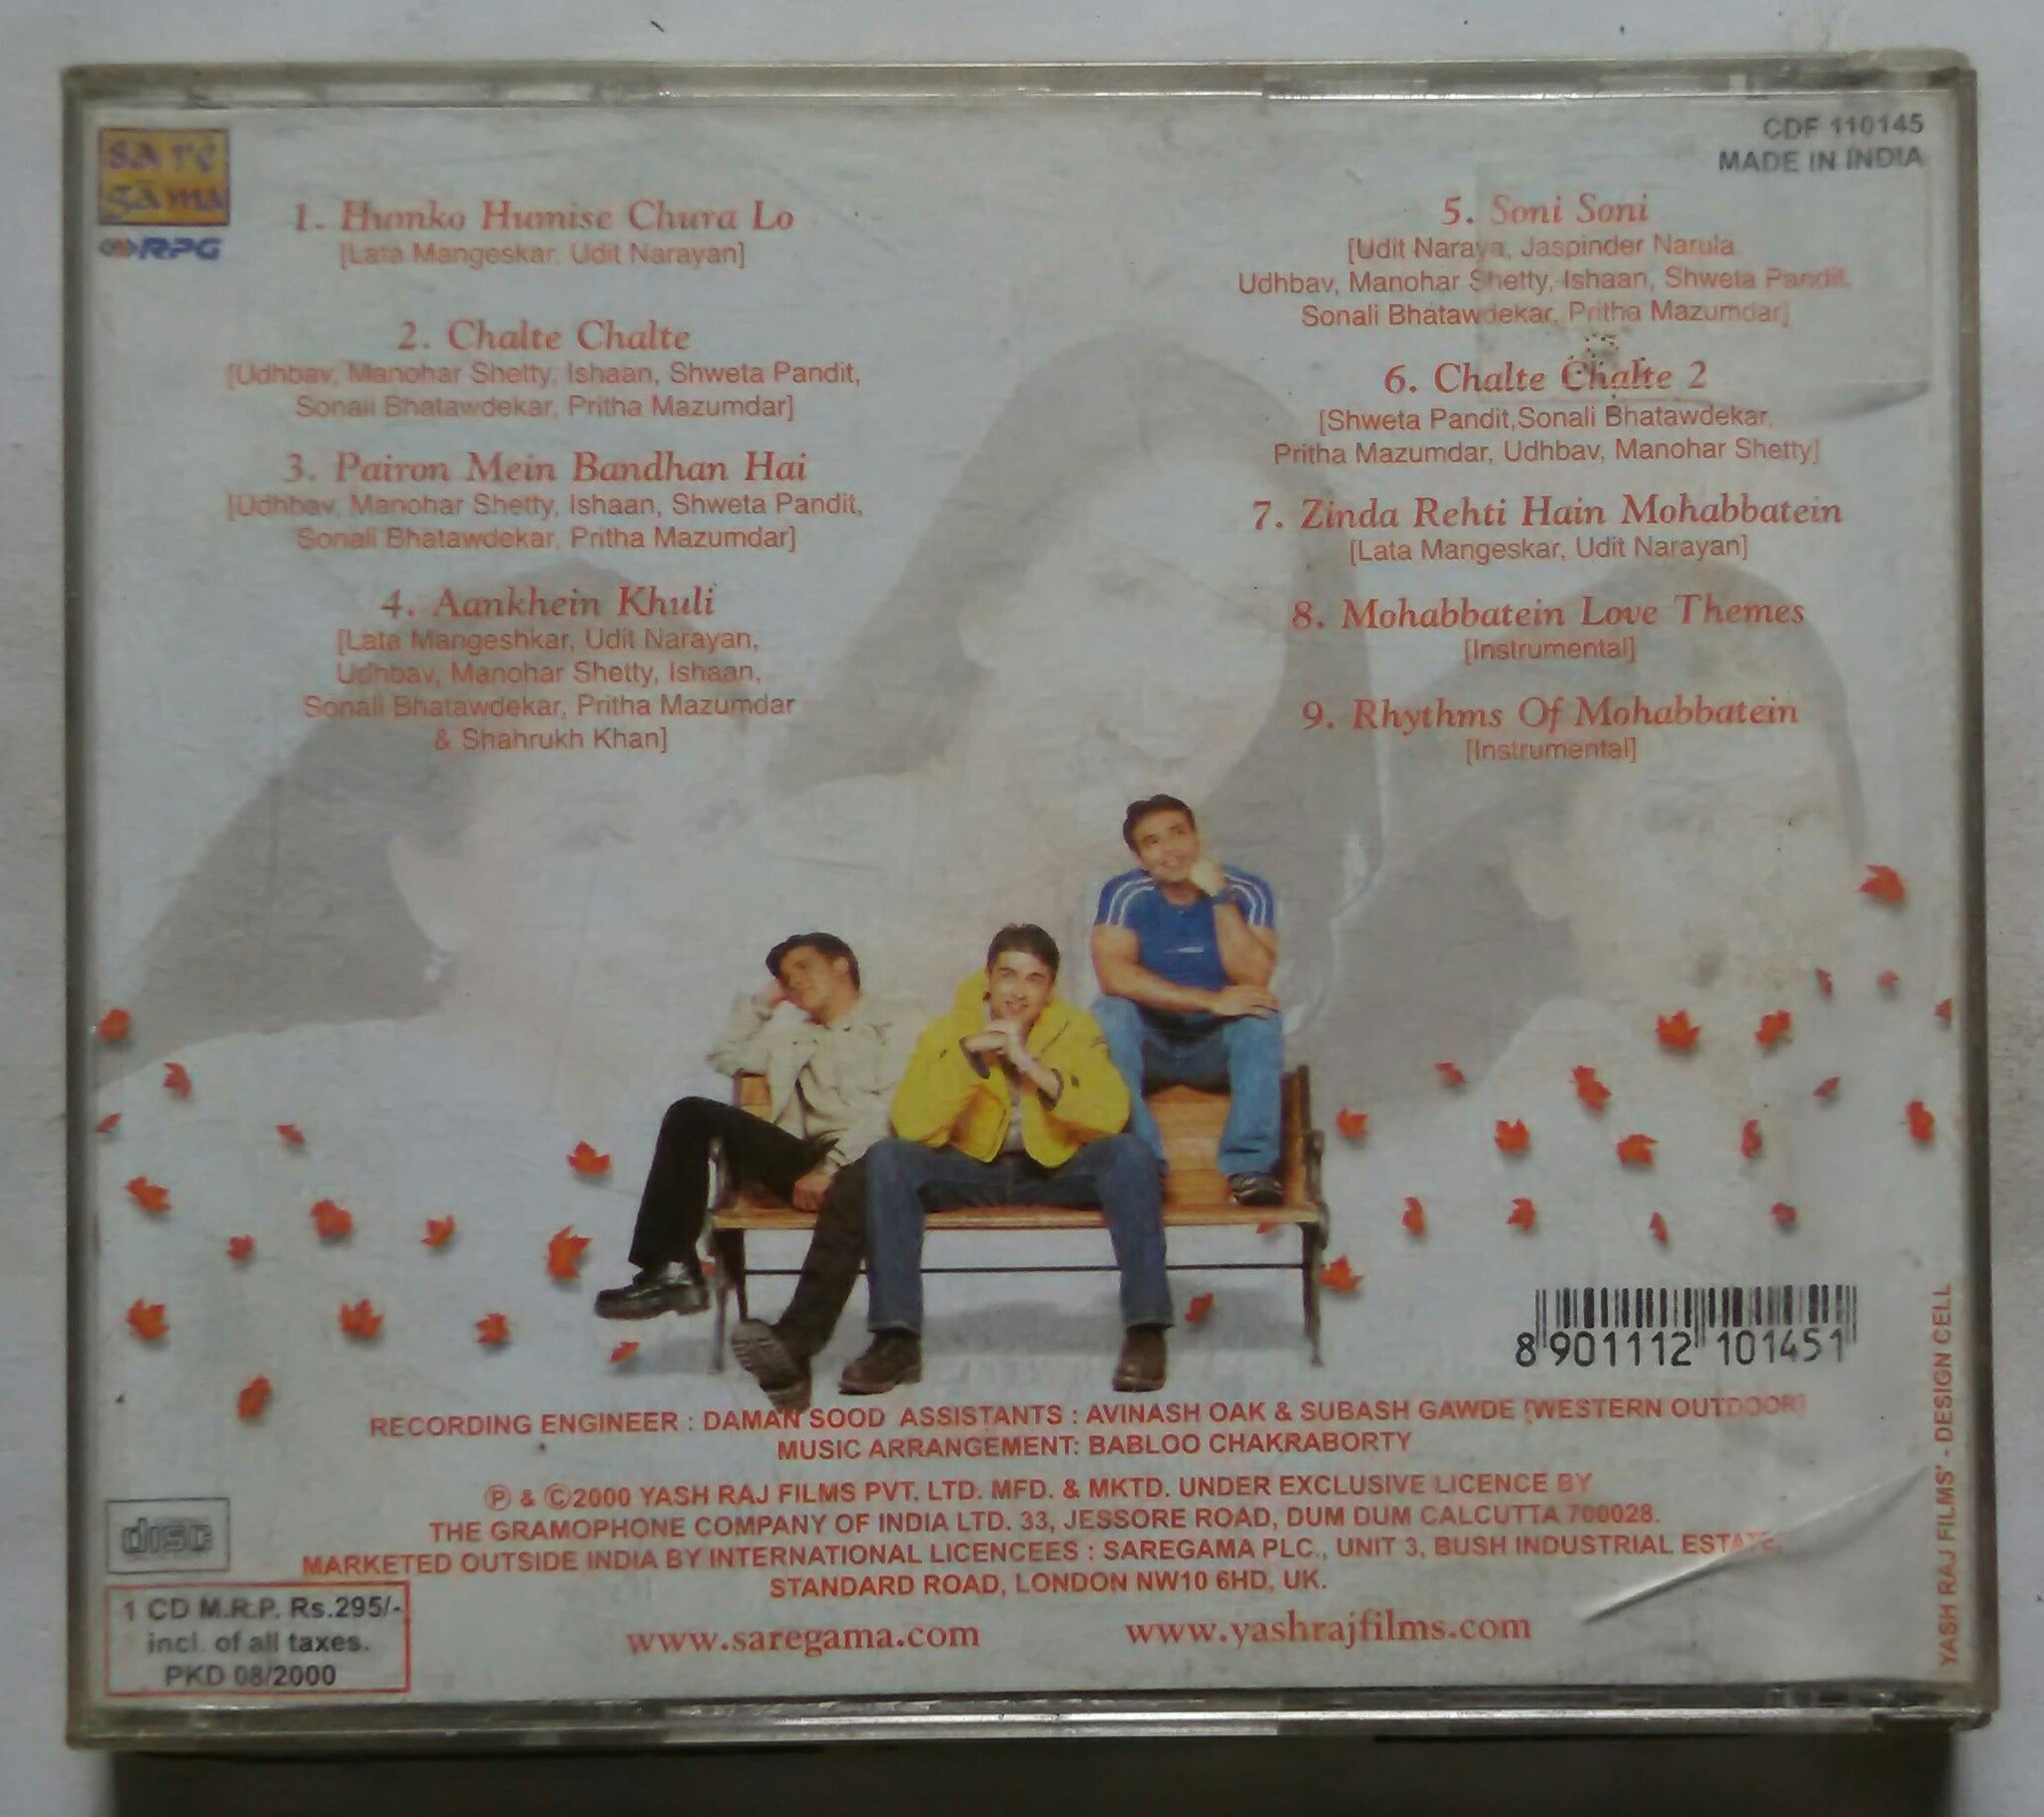 sa re
ga ma
RPG
CDF 110145
MADE IN INDIA
1. Humko Humise Chura Lo
[Lata Mangeskar, Udit Narayan]
2. Chalte Chalte
[Udhbav, Manohar Shetty, Ishaan, Shweta Pandit,
Sonali Bhatawdekar, Pritha Mazumdar]
3. Pairon Mein Bandhan Hai
[Udhbav, Manohar Shetty, Ishaan, Shweta Pandit,
Sonali Bhatawdekar, Pritha Mazumdar]
4. Aankhein Khuli
[Lata Mangeshkar, Udit Narayan,
Udhbav, Manohar Shetty, Ishaan,
Sonali Bhatawdekar, Pritha Mazumdar
& Shahrukh Khan]
5. Soni Soni
[Udit Naraya, Jaspinder Narula,
Udhbav, Manohar Shetty, Ishaan, Shweta Pandit,
Sonali Bhatawdekar, Pritha Mazumdar]
6. Chalte Chalte 2
[Shweta Pandit,Sonali Bhatawdekar,
Pritha Mazumdar, Udhbav, Manohar Shetty]
7. Zinda Rehti Hain Mohabbatein
[Lata Mangeskar, Udit Narayan]
8. Mohabbatein Love Themes
[Instrumental]
9. Rhythms Of Mohabbatein
[Instrumental]
8 901112 101451
RECORDING ENGINEER : DAMAN SOOD ASSISTANTS : AVINASH OAK & SUBASH GAWDE [WESTERN OUTDOOR]
MUSIC ARRANGEMENT: BABLOO CHAKRABORTY
Ⓟ & ©2000 YASH RAJ FILMS PVT. LTD. MFD. & MKTD. UNDER EXCLUSIVE LICENCE BY
THE GRAMOPHONE COMPANY OF INDIA LTD. 33, JESSORE ROAD, DUM DUM CALCUTTA 700028.
MARKETED OUTSIDE INDIA BY INTERNATIONAL LICENCEES : SAREGAMA PLC., UNIT 3, BUSH INDUSTRIAL ESTATE,
STANDARD ROAD, LONDON NW10 6HD, UK.
www.saregama.com www.yashrajfilms.com
disc
1 CD M.R.P. Rs.295/-
incl. of all taxes.
PKD 08/2000
YASH RAJ FILMS' - DESIGN CELL